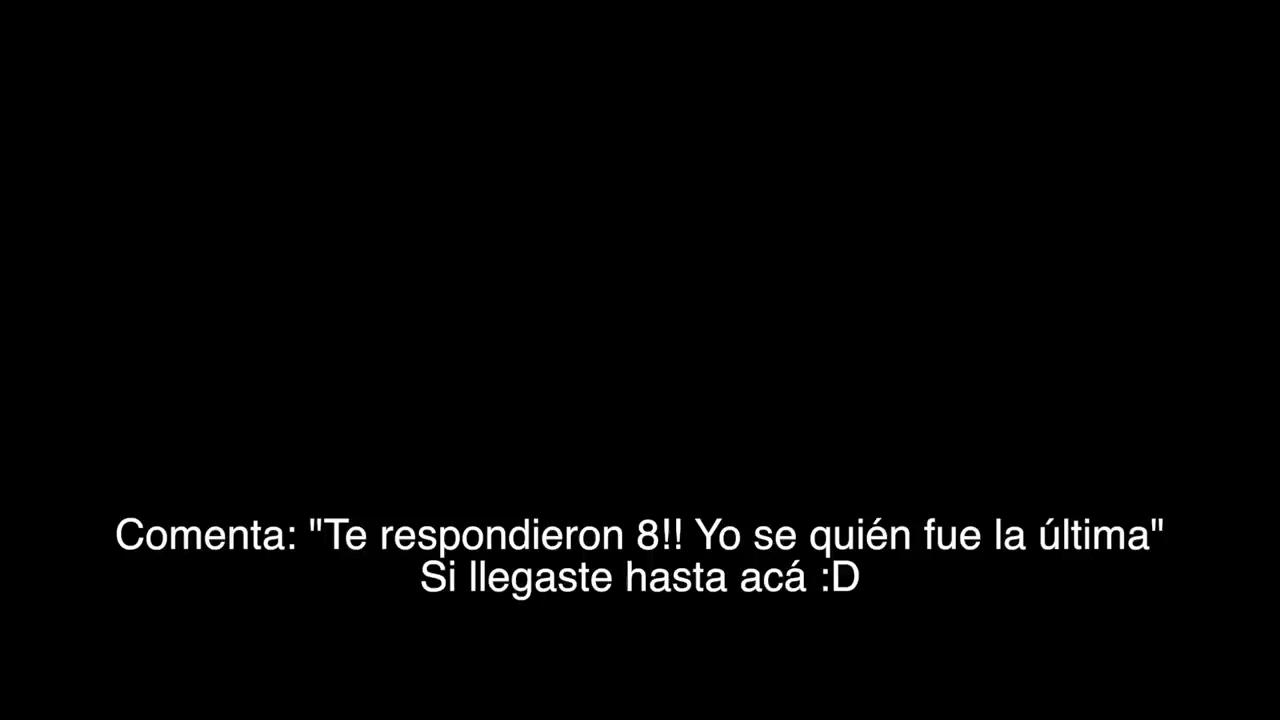 Comenta: "Te respondieron 8!! Yo se quién fue la última"
Si llegaste hasta acá :D